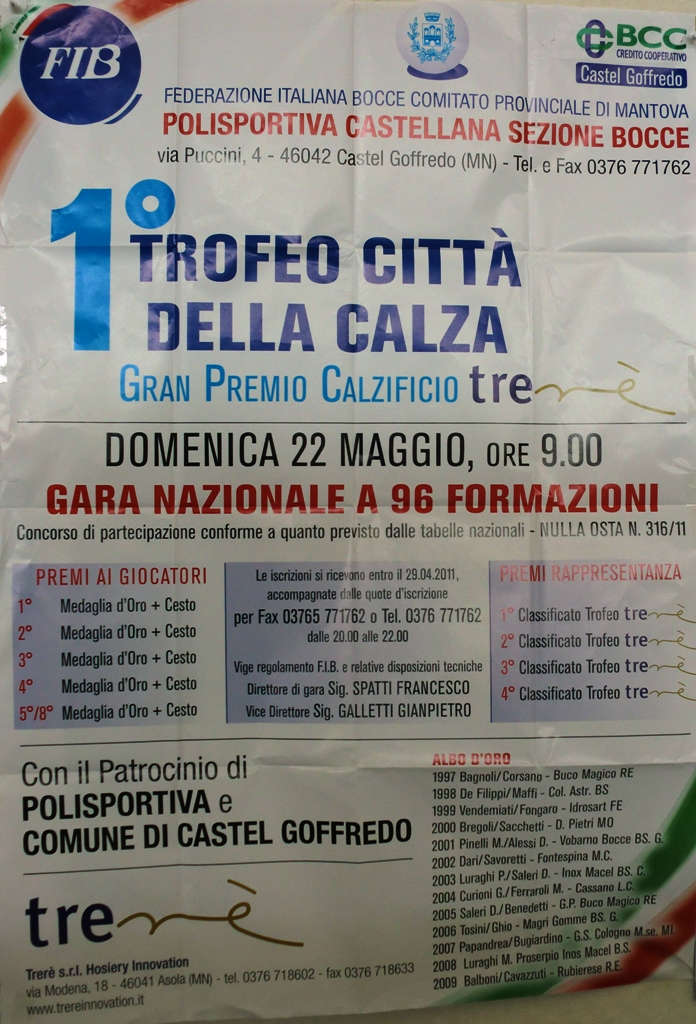 FIB
BCC
CREDITO COOPERATIVO
Castel Goffredo
FEDERAZIONE ITALIANA BOCCE COMITATO PROVINCIALE DI MANTOVA
POLISPORTIVA CASTELLANA SEZIONE BOCCE
via Puccini, 4 - 46042 Castel Goffredo (MN) - Tel. e Fax 0376 771762
1° TROFEO CITTÀ
DELLA CALZA
GRAN PREMIO CALZIFICIO trerè
DOMENICA 22 MAGGIO, ORE 9.00
GARA NAZIONALE A 96 FORMAZIONI
Concorso di partecipazione conforme a quanto previsto dalle tabelle nazionali - NULLA OSTA N. 316/11
PREMI AI GIOCATORI
1° Medaglia d'Oro + Cesto
2° Medaglia d'Oro + Cesto
3° Medaglia d'Oro + Cesto
4° Medaglia d'Oro + Cesto
5°/8° Medaglia d'Oro + Cesto
Le iscrizioni si ricevono entro il 29.04.2011,
accompagnate dalle quote d'iscrizione
per Fax 03765 771762 o Tel. 0376 771762
dalle 20.00 alle 22.00
Vige regolamento F.I.B. e relative disposizioni tecniche
Direttore di gara Sig. SPATTI FRANCESCO
Vice Direttore Sig. GALLETTI GIANPIETRO
PREMI RAPPRESENTANZA
1° Classificato Trofeo trerè
2° Classificato Trofeo trerè
3° Classificato Trofeo trerè
4° Classificato Trofeo trerè
Con il Patrocinio di
POLISPORTIVA e
COMUNE DI CASTEL GOFFREDO
trerè
Trerè s.r.l. Hosiery Innovation
via Modena, 18 - 46041 Asola (MN) - tel. 0376 718602 - fax 0376 718633
www.trereinnovation.it
ALBO D'ORO
1997 Bagnoli/Corsano - Buco Magico RE
1998 De Filippi/Maffi - Col. Astr. BS
1999 Vendemiati/Fongaro - Idrosart FE
2000 Bregoli/Sacchetti - D. Pietri MO
2001 Pinelli M./Alessi D. - Vobarno Bocce BS. G.
2002 Dari/Savoretti - Fontespina M.C.
2003 Luraghi P./Saleri D. - Inox Macel BS. C.
2004 Curioni G./Ferraroli M. - Cassano L.C.
2005 Saleri D./Benedetti - G.P. Buco Magico RE
2006 Tosini/Ghio - Magri Gomme BS. G.
2007 Papandrea/Bugiardino - G.S. Cologno M.se. MI.
2008 Luraghi M. Proserpio Inos Macel B.S.
2009 Balboni/Cavazzuti - Rubierese R.E.